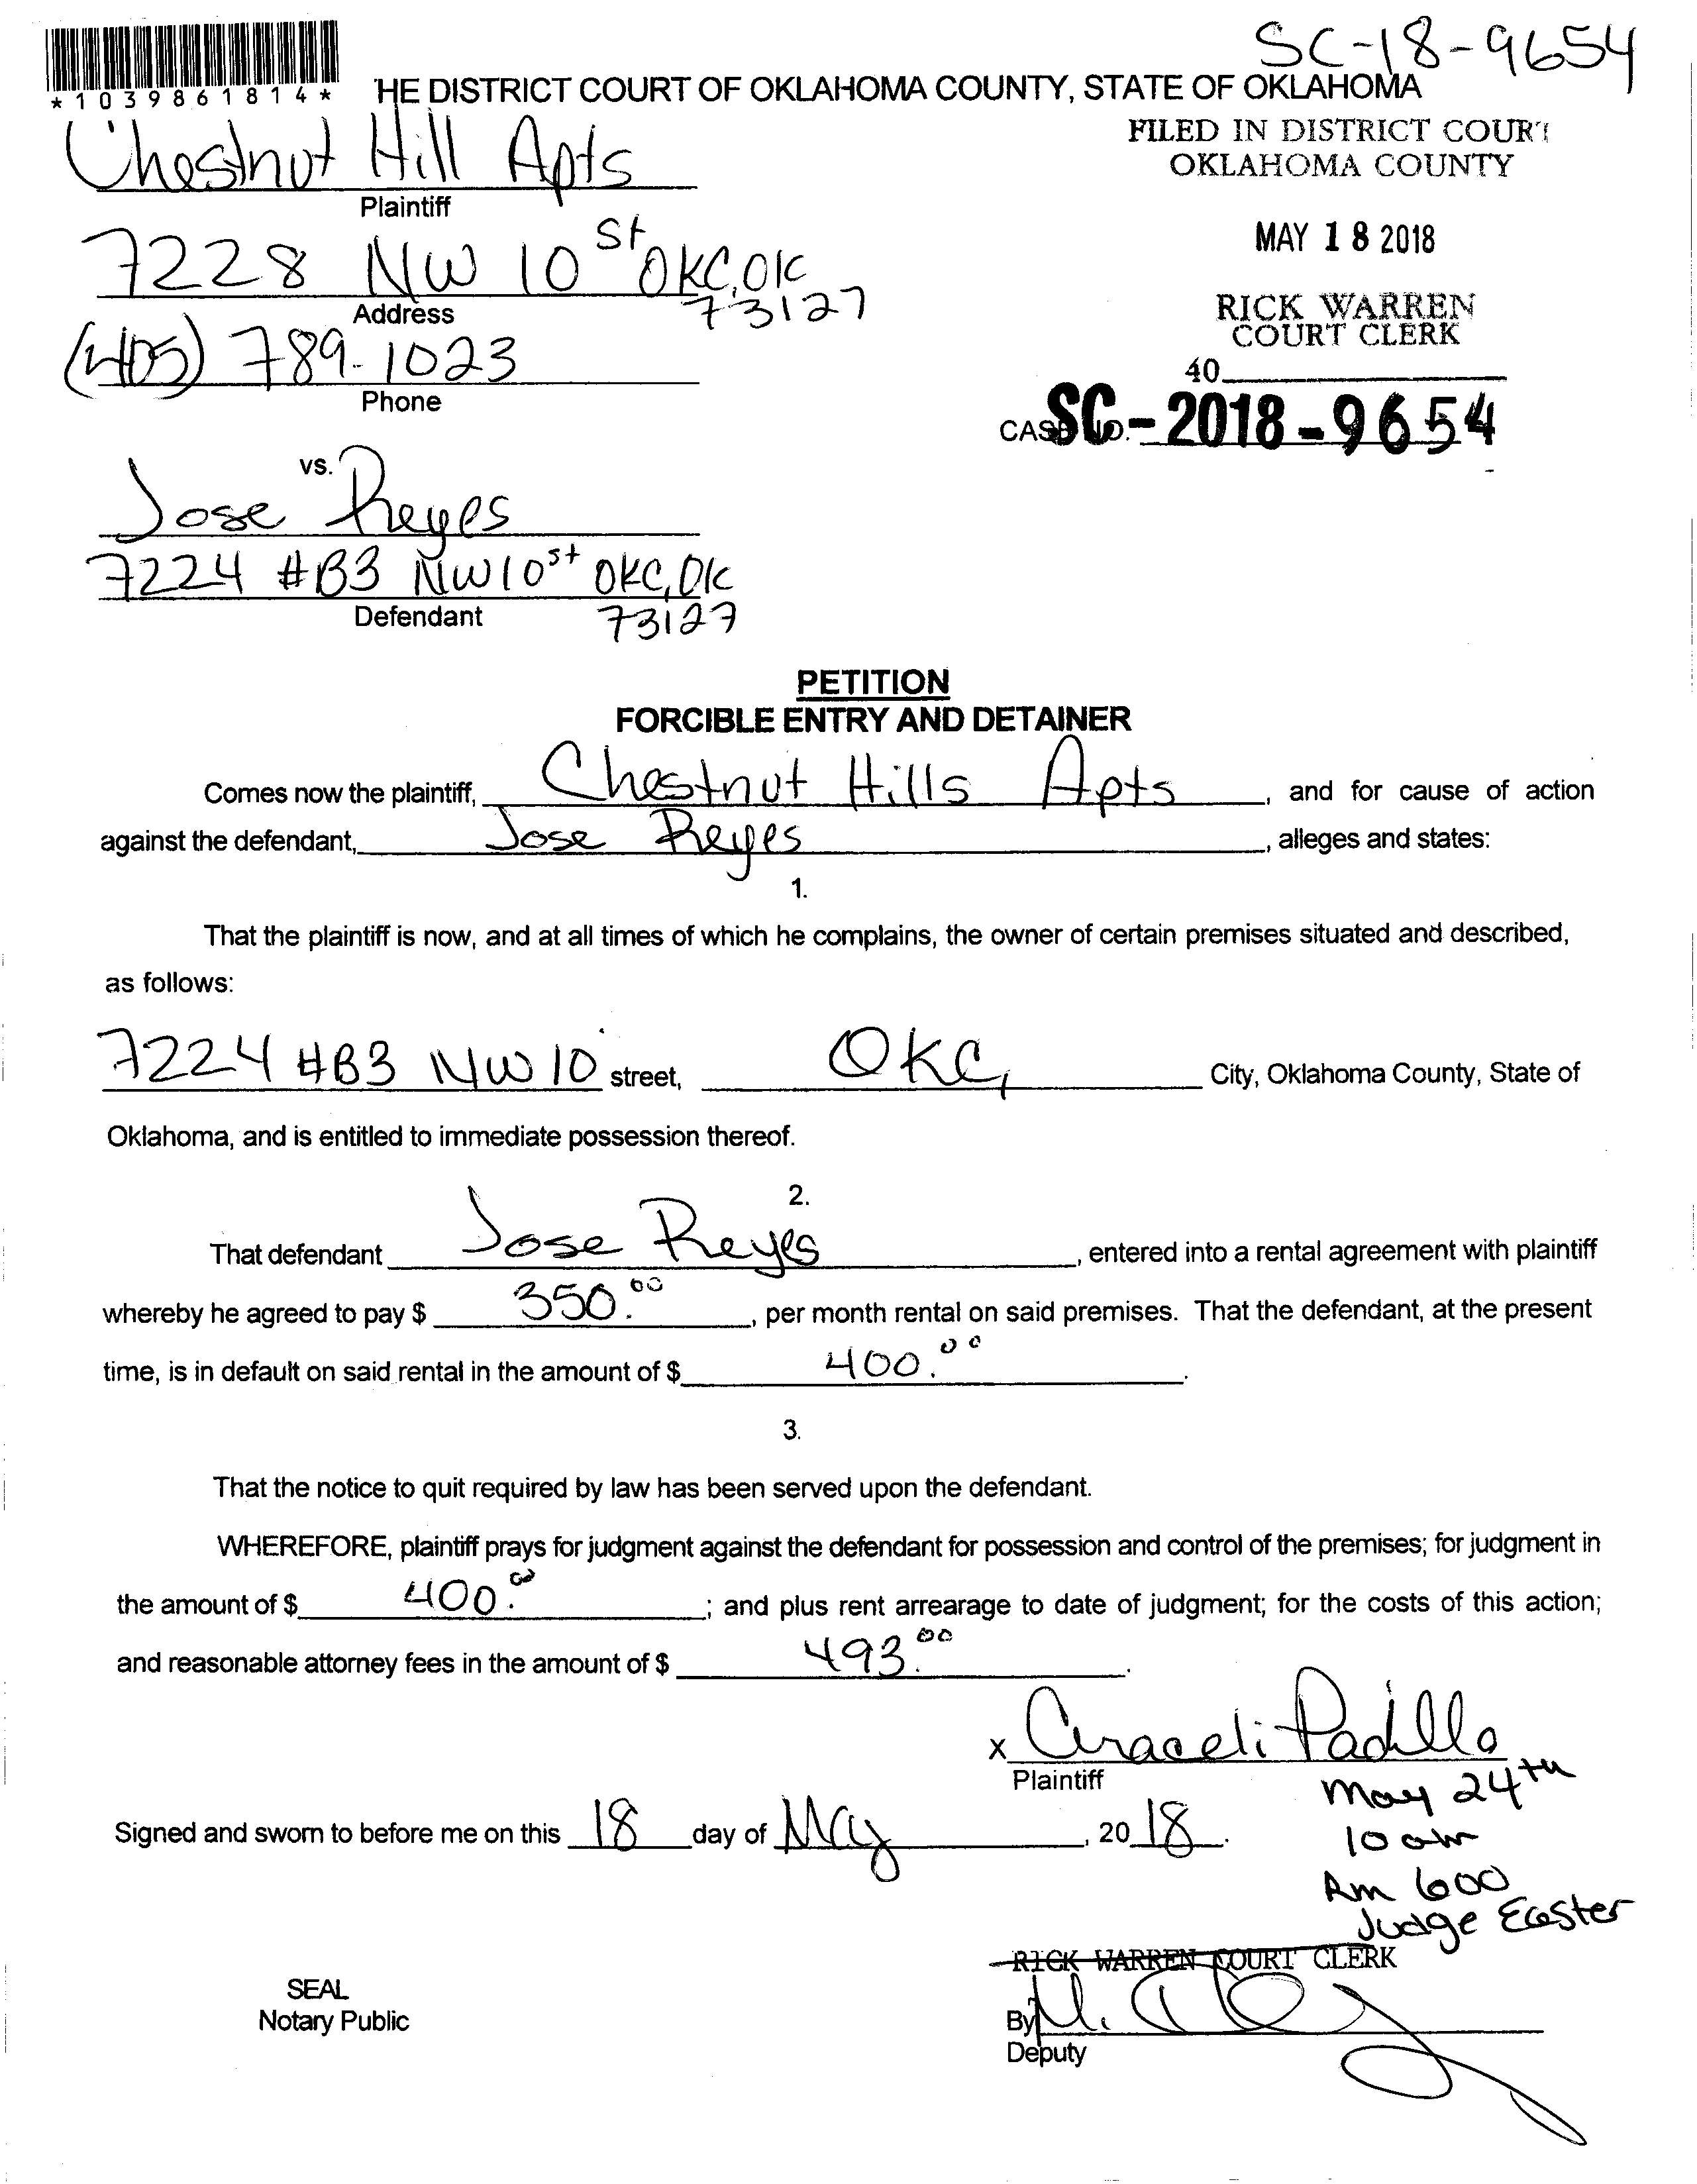 SC-18-9654
*1039861814*
HE DISTRICT COURT OF OKLAHOMA COUNTY, STATE OF OKLAHOMA
Chestnut Hill Apts
Plaintiff
FILED IN DISTRICT COURT
OKLAHOMA COUNTY
7228 NW 10 St OKC, OK
73127
Address
MAY 18 2018
(405) 789-1023
Phone
RICK WARREN
COURT CLERK
40
CASE NO. SC-2018-9654
vs.
Jose Reyes
7224 #B3 NW 10 st OKC, OK
73127
Defendant
PETITION
FORCIBLE ENTRY AND DETAINER
Comes now the plaintiff, Chestnut Hills Apts, and for cause of action
against the defendant, Jose Reyes, alleges and states:
1.
That the plaintiff is now, and at all times of which he complains, the owner of certain premises situated and described,
as follows:
7224 #B3 NW 10 street, OKC, City, Oklahoma County, State of
Oklahoma, and is entitled to immediate possession thereof.
2.
That defendant Jose Reyes, entered into a rental agreement with plaintiff
whereby he agreed to pay $ 350.00, per month rental on said premises. That the defendant, at the present
time, is in default on said rental in the amount of $ 400.00.
3.
That the notice to quit required by law has been served upon the defendant.
WHEREFORE, plaintiff prays for judgment against the defendant for possession and control of the premises; for judgment in
the amount of $ 400.00; and plus rent arrearage to date of judgment; for the costs of this action;
and reasonable attorney fees in the amount of $ 493.00.
x Araceli Padilla
Plaintiff
May 24th
10 am
Rm 600
Judge Easter
Signed and sworn to before me on this 18 day of May, 2018.
RICK WARREN COURT CLERK
SEAL
Notary Public
By
Deputy